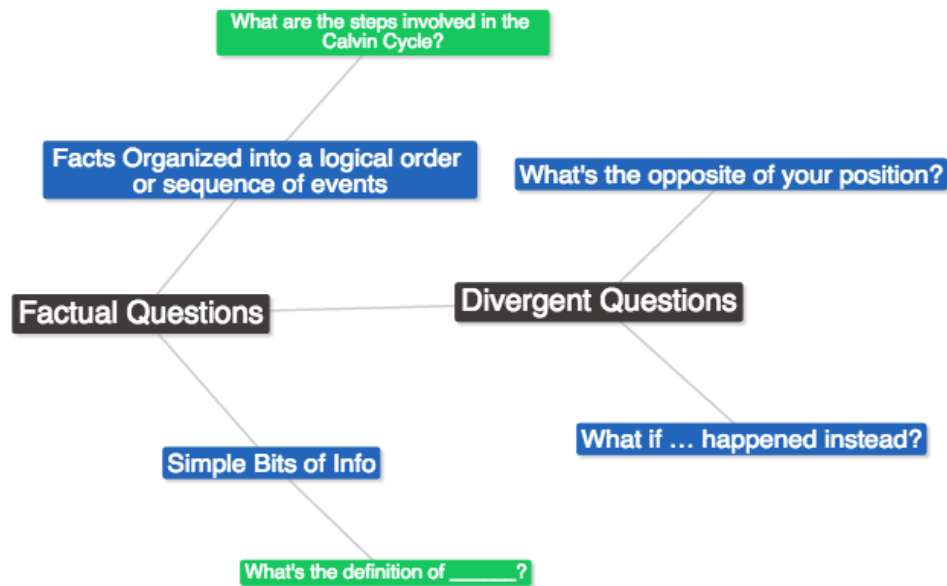 What are the steps involved in the
Calvin Cycle?
Facts Organized into a logical order
or sequence of events
What's the opposite of your position?
Factual Questions
Divergent Questions
What if ... happened instead?
Simple Bits of Info
What's the definition of ______?